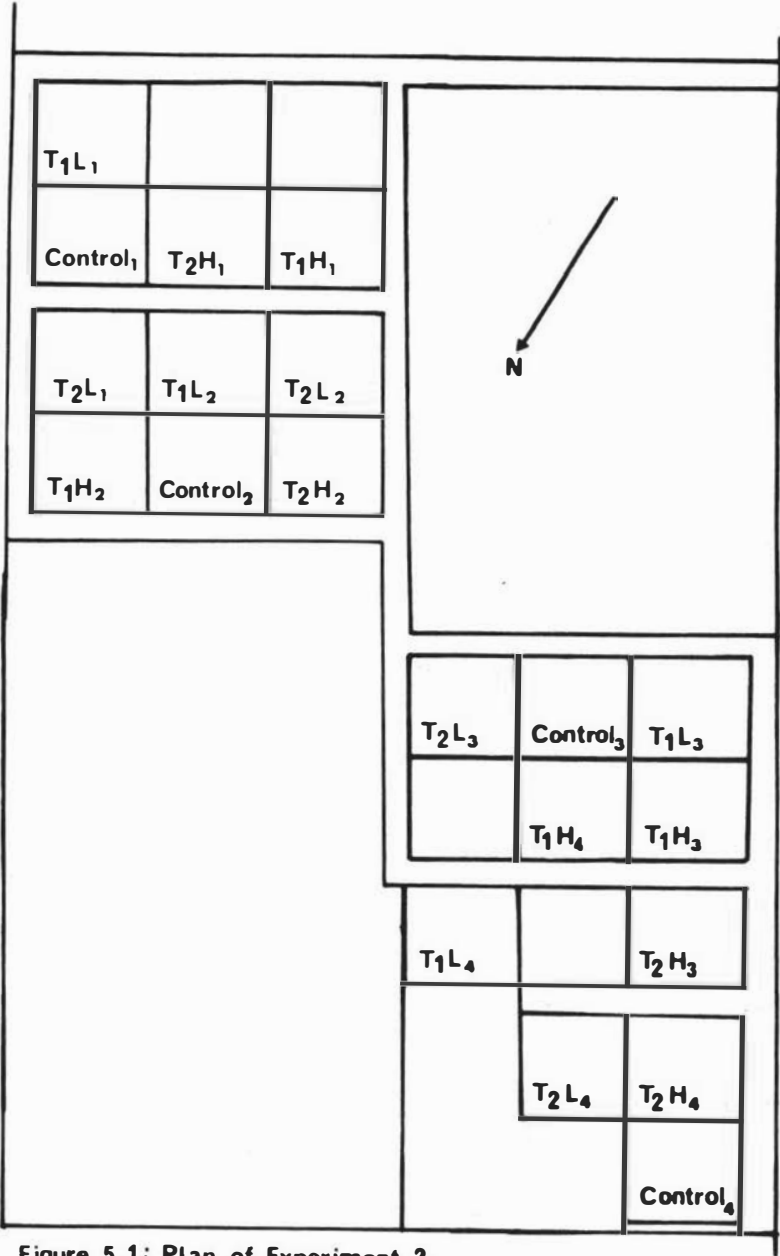 T₁L₁
Control₁ T₂H₁ T₁H₁
N
T₂L₁ T₁L₂ T₂L₂
T₁H₂ Control₂ T₂H₂
T₂L₃ Control₃ T₁L₃
T₁H₄ T₁H₃
T₁L₄ T₂H₃
T₂L₄ T₂H₄
Control₄
Figure 5.1: Plan of Experiment 2